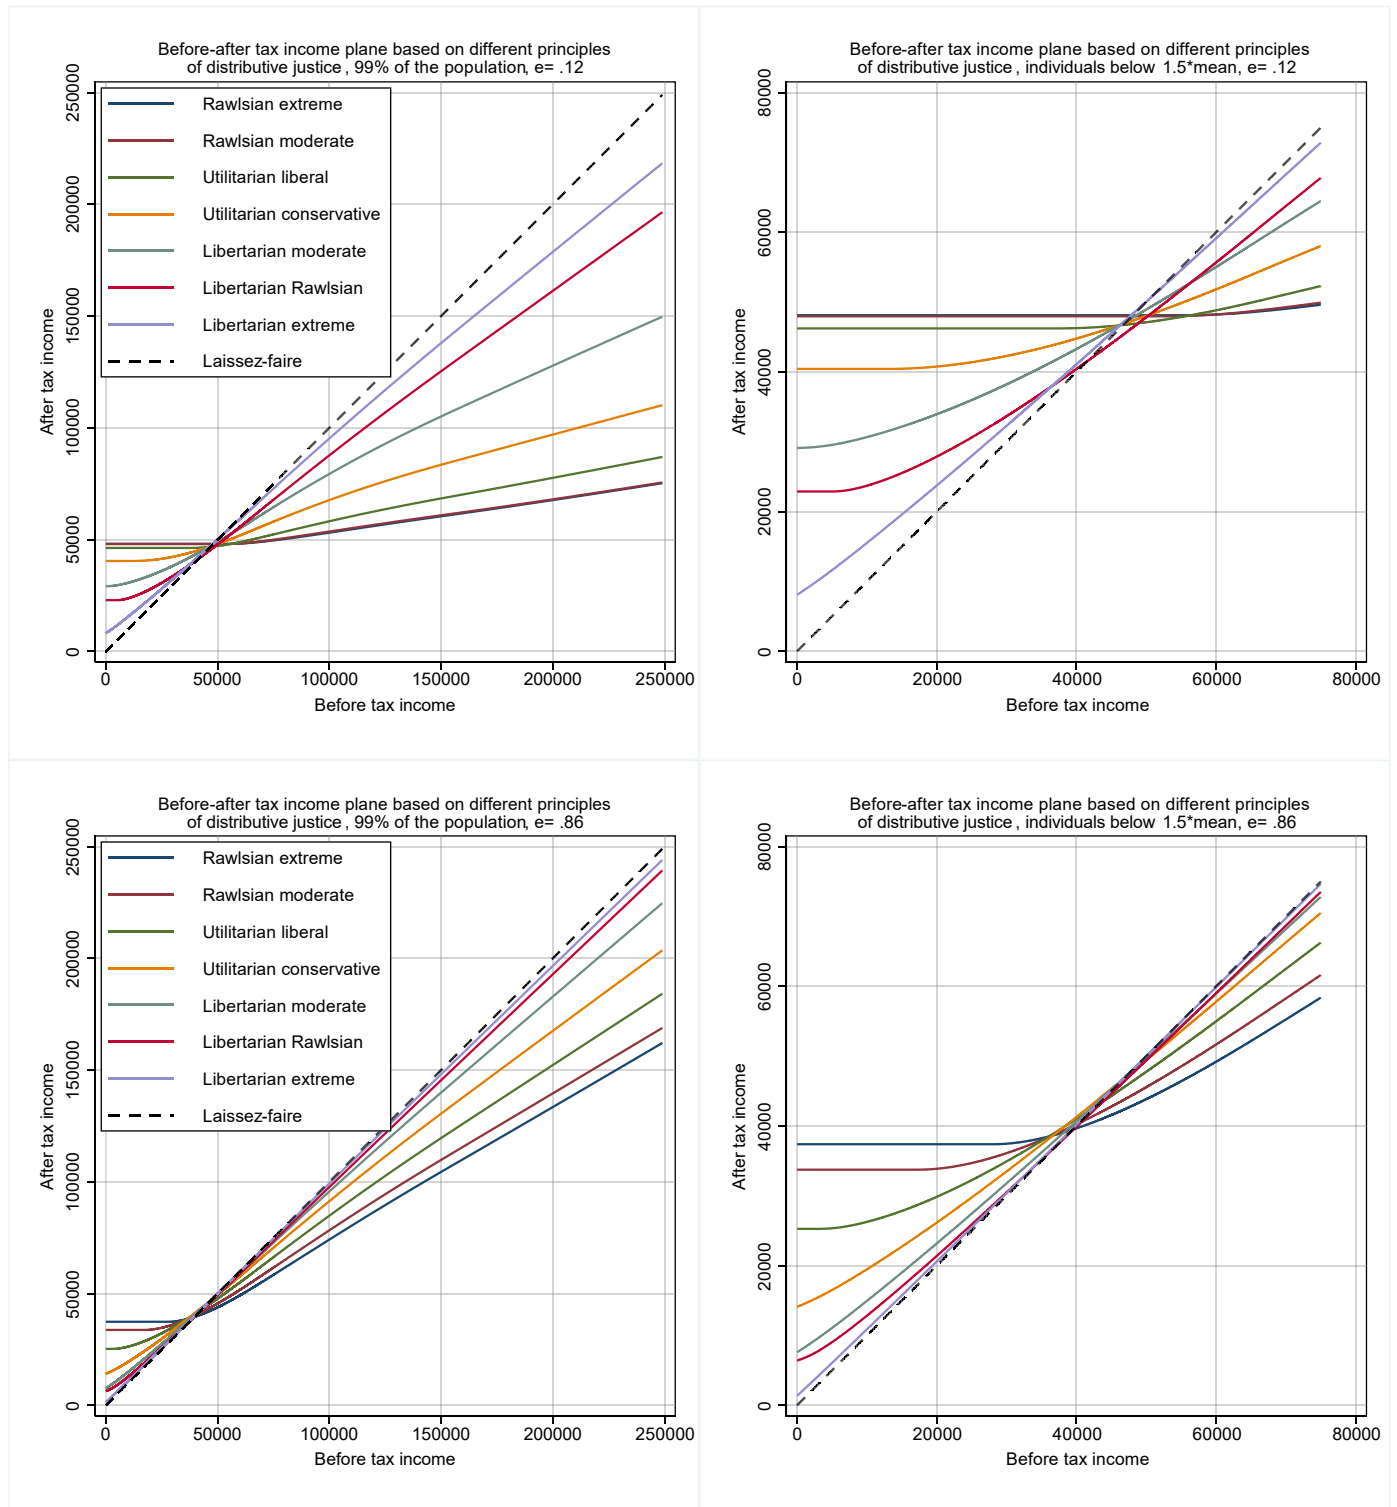 Before-after tax income plane based on different principles
of distributive justice, 99% of the population, e= .12
250000
200000
150000
100000
50000
0
After tax income
Rawlsian extreme
Rawlsian moderate
Utilitarian liberal
Utilitarian conservative
Libertarian moderate
Libertarian Rawlsian
Libertarian extreme
Laissez-faire
0 50000 100000 150000 200000 250000
Before tax income
Before-after tax income plane based on different principles
of distributive justice, individuals below 1.5*mean, e= .12
80000
60000
40000
20000
0
After tax income
0 20000 40000 60000 80000
Before tax income
Before-after tax income plane based on different principles
of distributive justice, 99% of the population, e= .86
250000
200000
150000
100000
50000
0
After tax income
Rawlsian extreme
Rawlsian moderate
Utilitarian liberal
Utilitarian conservative
Libertarian moderate
Libertarian Rawlsian
Libertarian extreme
Laissez-faire
0 50000 100000 150000 200000 250000
Before tax income
Before-after tax income plane based on different principles
of distributive justice, individuals below 1.5*mean, e= .86
80000
60000
40000
20000
0
After tax income
0 20000 40000 60000 80000
Before tax income